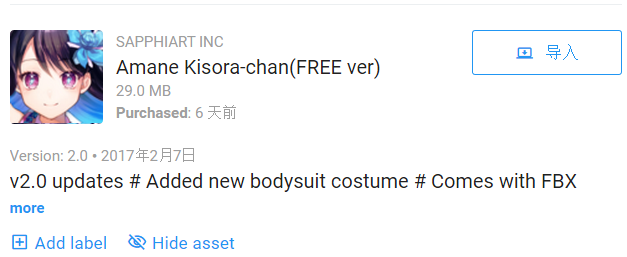 SAPPHIART INC
导入
Amane Kisora-chan(FREE ver)
29.0 MB
Purchased: 6 天前
Version: 2.0 • 2017年2月7日
v2.0 updates # Added new bodysuit costume # Comes with FBX
more
Add label
Hide asset